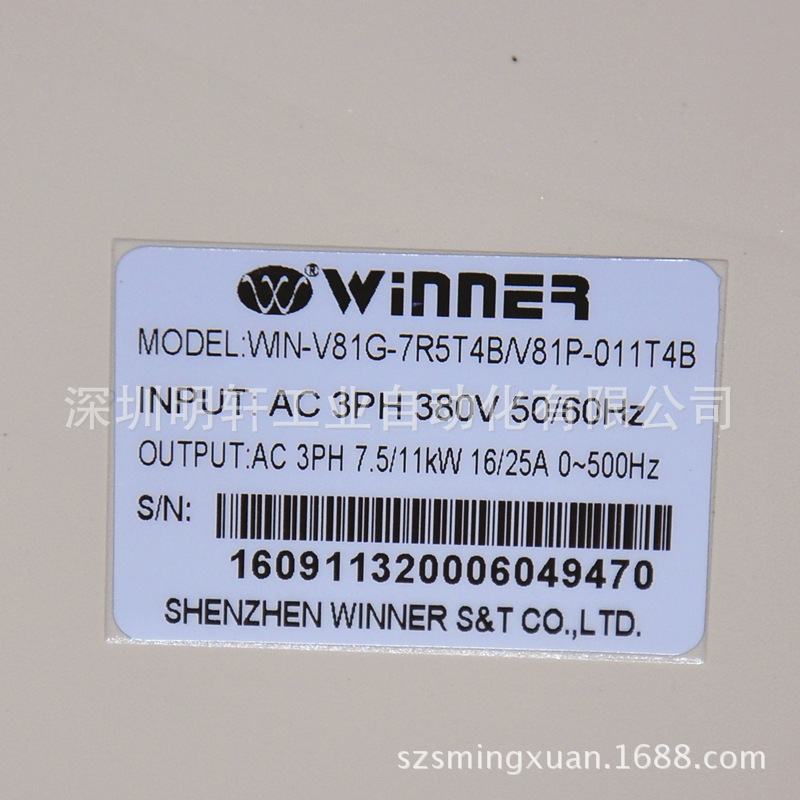 W® WINNER
MODEL:WIN-V81G-7R5T4B/V81P-011T4B
深圳明轩工业自动化有限公司
INPUT: AC 3PH 380V 50/60Hz
OUTPUT:AC 3PH 7.5/11kW 16/25A 0~500Hz
S/N:
160911320006049470
SHENZHEN WINNER S&T CO.,LTD.
szsmingxuan.1688.com